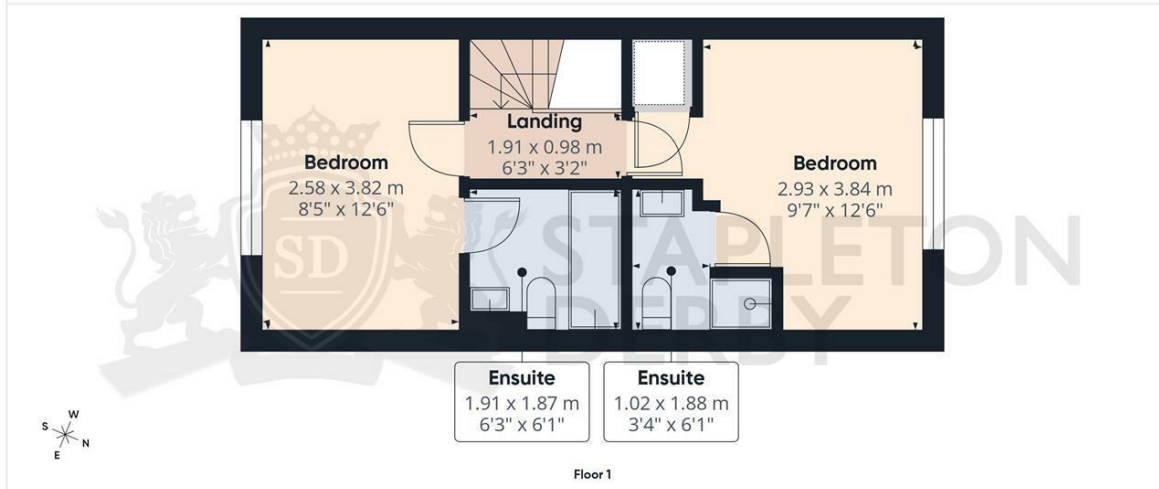 Landing
1.91 x 0.98 m
6'3" x 3'2"
Bedroom
2.58 x 3.82 m
8'5" x 12'6"
Bedroom
2.93 x 3.84 m
9'7" x 12'6"
SD
STAPLETON
DERBY
Ensuite
1.91 x 1.87 m
6'3" x 6'1"
Ensuite
1.02 x 1.88 m
3'4" x 6'1"
W
S
N
E
Floor 1